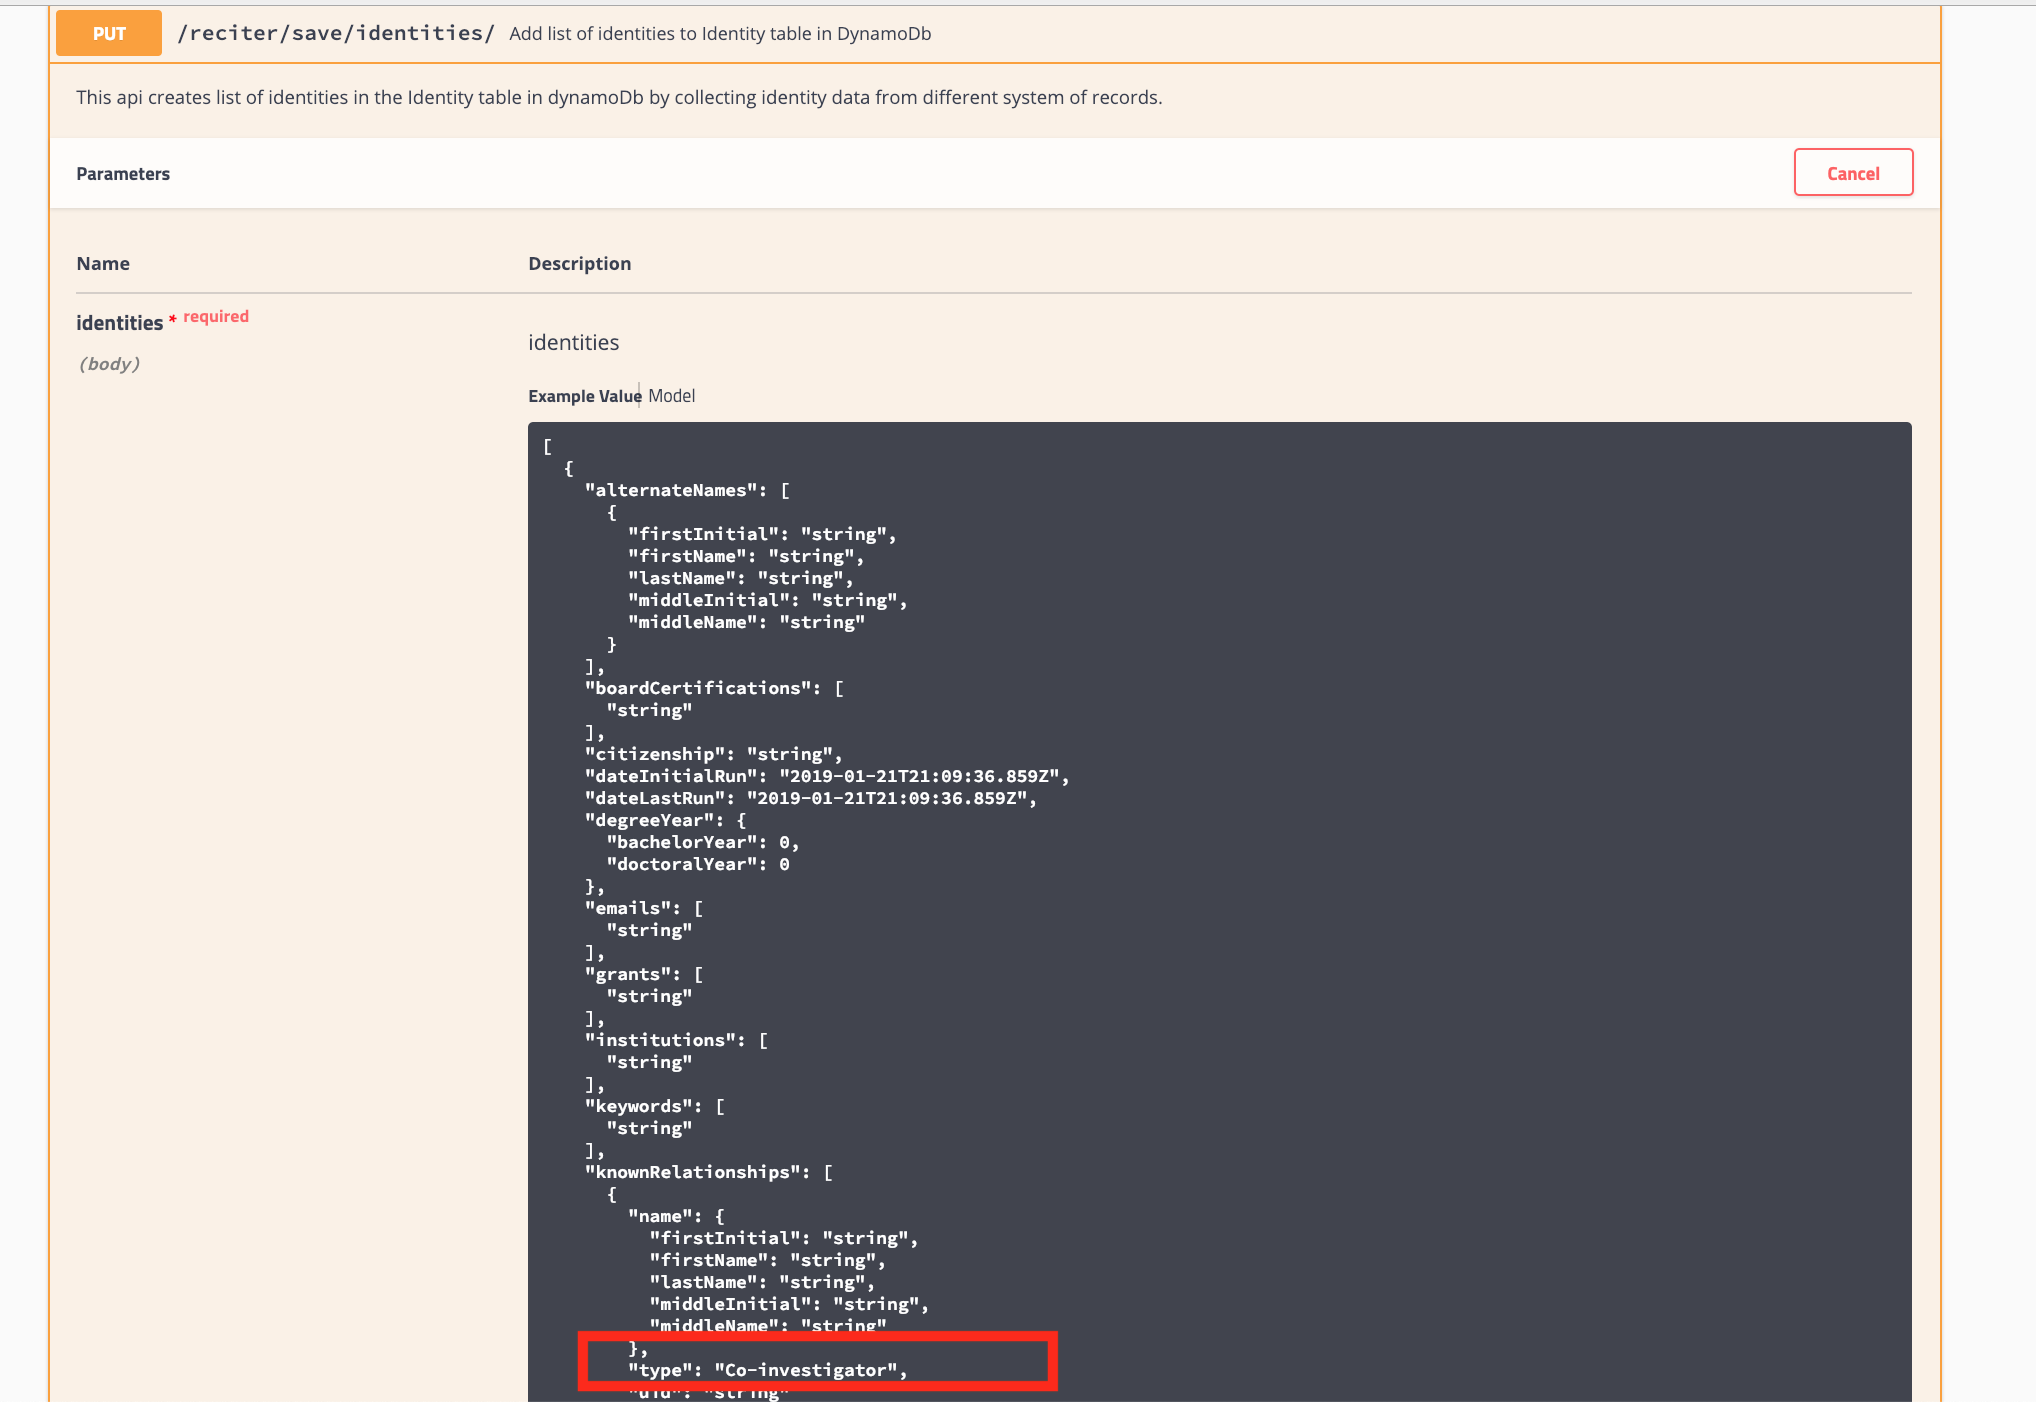 PUT /reciter/save/identities/ Add list of identities to Identity table in DynamoDb
This api creates list of identities in the Identity table in dynamoDb by collecting identity data from different system of records.
Parameters Cancel
Name Description
identities * required
(body)
identities
Example Value Model
[
  {
    "alternateNames": [
      {
        "firstInitial": "string",
        "firstName": "string",
        "lastName": "string",
        "middleInitial": "string",
        "middleName": "string"
      }
    ],
    "boardCertifications": [
      "string"
    ],
    "citizenship": "string",
    "dateInitialRun": "2019-01-21T21:09:36.859Z",
    "dateLastRun": "2019-01-21T21:09:36.859Z",
    "degreeYear": {
      "bachelorYear": 0,
      "doctoralYear": 0
    },
    "emails": [
      "string"
    ],
    "grants": [
      "string"
    ],
    "institutions": [
      "string"
    ],
    "keywords": [
      "string"
    ],
    "knownRelationships": [
      {
        "name": {
          "firstInitial": "string",
          "firstName": "string",
          "lastName": "string",
          "middleInitial": "string",
          "middleName": "string"
        },
        "type": "Co-investigator",
        "uid": "string"